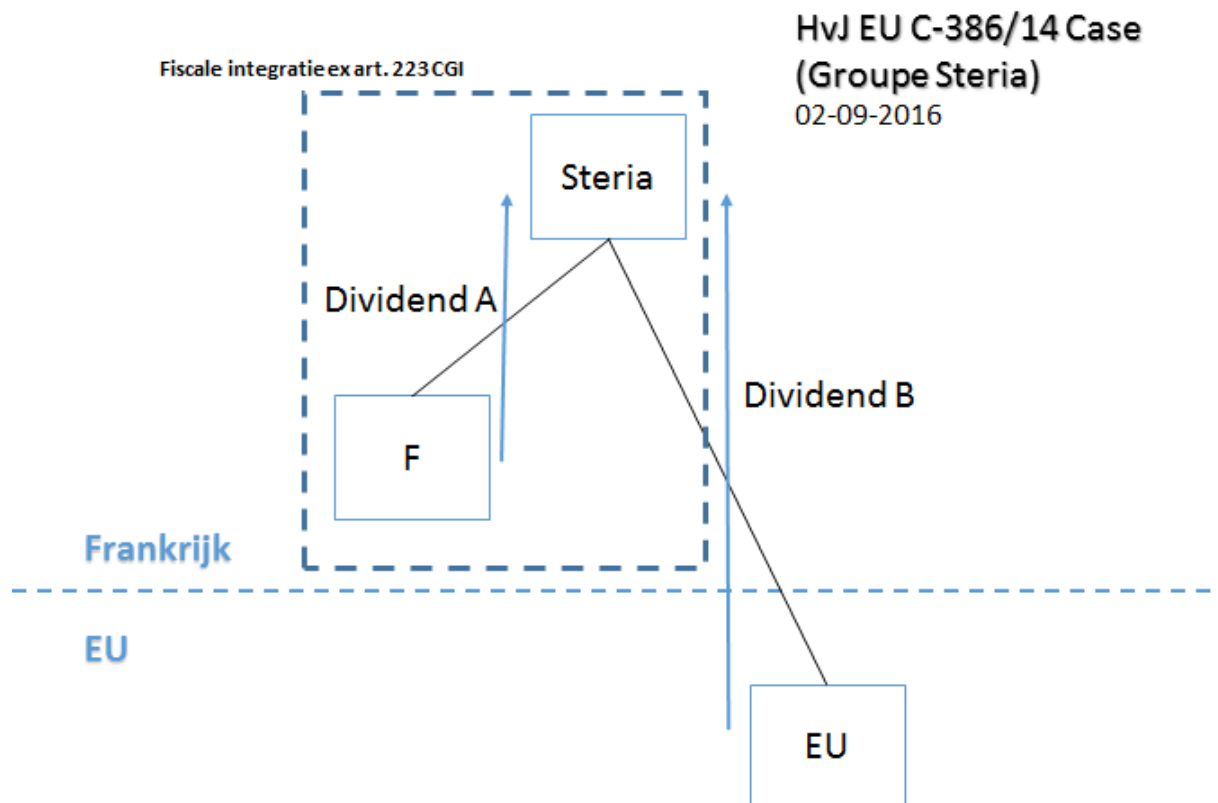 HvJ EU C-386/14 Case
(Groupe Steria)
02-09-2016
Fiscale integratie ex art. 223 CGI
Steria
Dividend A
Dividend B
F
Frankrijk
EU
EU